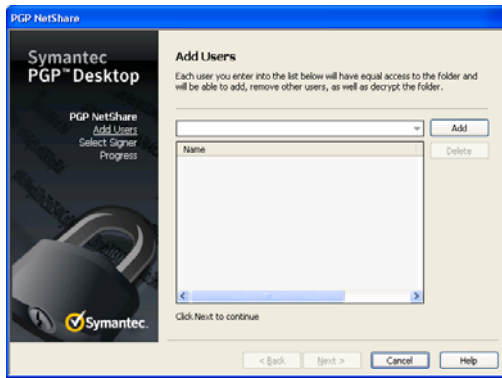 PGP NetShare
Symantec
PGP™ Desktop
PGP NetShare
Add Users
Select Signer
Progress
Symantec.
Add Users
Each user you enter into the list below will have equal access to the folder and
will be able to add, remove other users, as well as decrypt the folder.
Add
Name
Delete
Click Next to continue
< Back
Next >
Cancel
Help